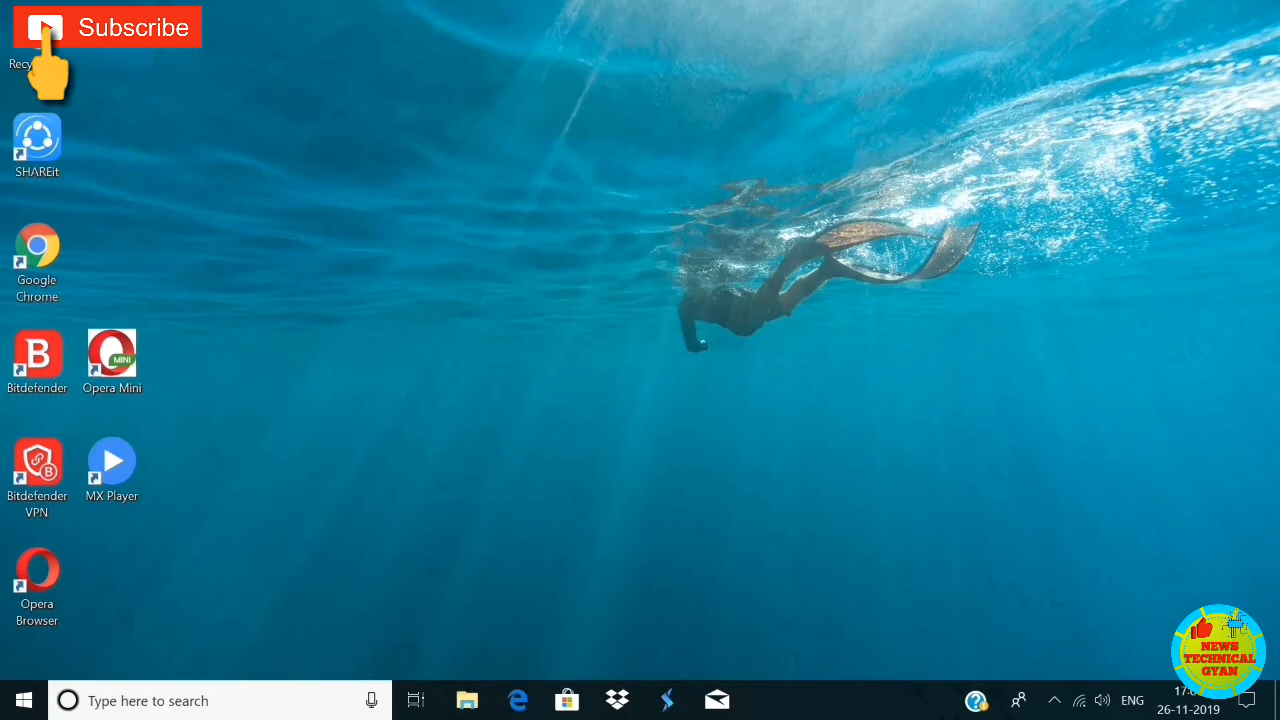 Subscribe
SHAREit
Google
Chrome
B
Bitdefender
MINI
Opera Mini
B
Bitdefender
VPN
MX Player
Opera
Browser
NEWS
TECHNICAL
GYAN
Type here to search
ENG
26-11-2019